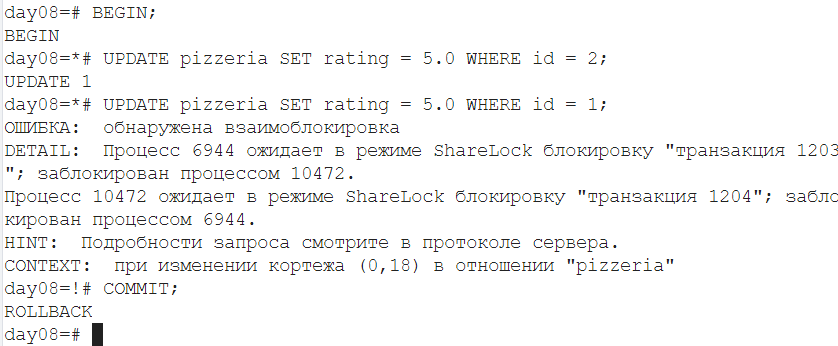 day08=# BEGIN;
BEGIN
day08=*# UPDATE pizzeria SET rating = 5.0 WHERE id = 2;
UPDATE 1
day08=*# UPDATE pizzeria SET rating = 5.0 WHERE id = 1;
ОШИБКА:  обнаружена взаимоблокировка
DETAIL:  Процесс 6944 ожидает в режиме ShareLock блокировку "транзакция 1203
"; заблокирован процессом 10472.
Процесс 10472 ожидает в режиме ShareLock блокировку "транзакция 1204"; забло
кирован процессом 6944.
HINT:  Подробности запроса смотрите в протоколе сервера.
CONTEXT:  при изменении кортежа (0,18) в отношении "pizzeria"
day08=!# COMMIT;
ROLLBACK
day08=#